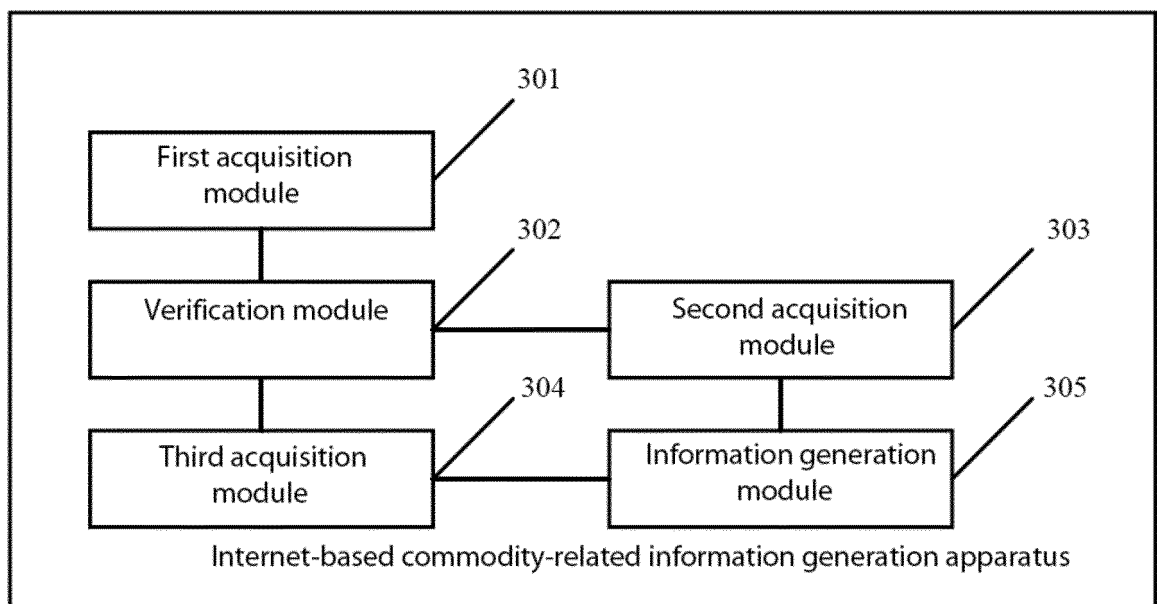 301
First acquisition
module
302
303
Verification module
Second acquisition
module
304
305
Third acquisition
module
Information generation
module
Internet-based commodity-related information generation apparatus